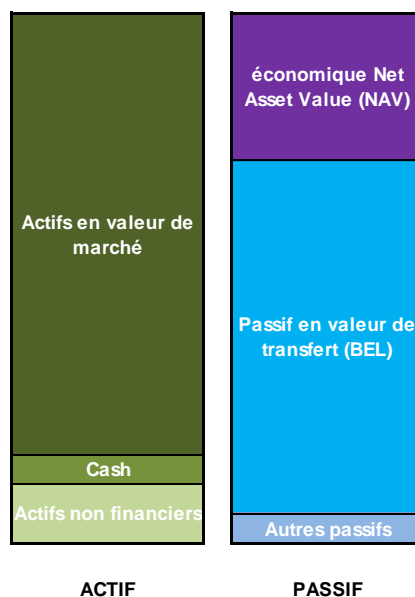 Actifs en valeur de
marché
Cash
Actifs non financiers
ACTIF
économique Net
Asset Value (NAV)
Passif en valeur de
transfert (BEL)
Autres passifs
PASSIF